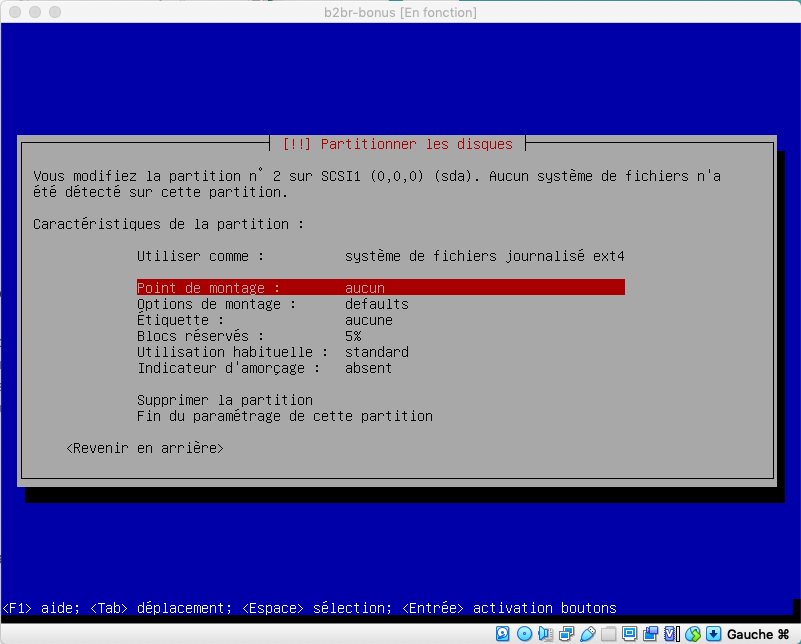 b2br-bonus [En fonction]
[!!] Partitionner les disques
Vous modifiez la partition n° 2 sur SCSI1 (0,0,0) (sda). Aucun système de fichiers n'a
été détecté sur cette partition.
Caractéristiques de la partition :
Utiliser comme : système de fichiers journalisé ext4
Point de montage : aucun
Options de montage : defaults
Étiquette : aucune
Blocs réservés : 5%
Utilisation habituelle : standard
Indicateur d'amorçage : absent
Supprimer la partition
Fin du paramétrage de cette partition
<Revenir en arrière>
<F1> aide; <Tab> déplacement; <Espace> sélection; <Entrée> activation boutons
Gauche ⌘